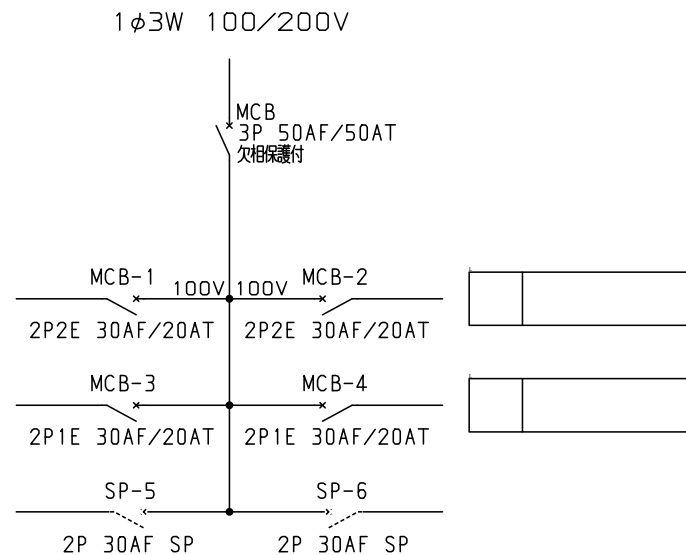 1φ3W 100/200V
MCB
3P 50AF/50AT
欠相保護付
MCB-1
100V
100V
MCB-2
2P2E 30AF/20AT
2P2E 30AF/20AT
MCB-3
MCB-4
2P1E 30AF/20AT
2P1E 30AF/20AT
SP-5
SP-6
2P 30AF SP
2P 30AF SP